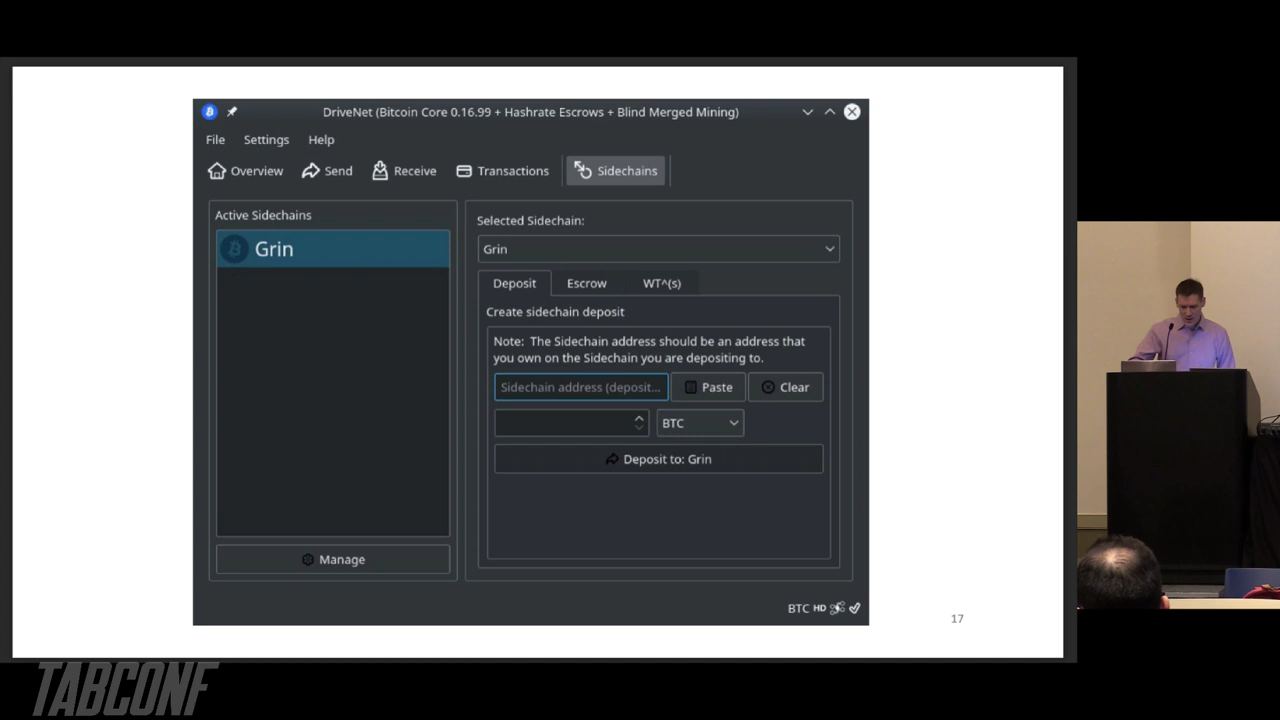 DriveNet (Bitcoin Core 0.16.99 + Hashrate Escrows + Blind Merged Mining)
File Settings Help
Overview Send Receive Transactions Sidechains
Active Sidechains
Grin
Manage
Selected Sidechain:
Grin
Deposit Escrow WT^(s)
Create sidechain deposit
Note: The Sidechain address should be an address that
you own on the Sidechain you are depositing to.
Sidechain address (deposit... Paste Clear
BTC
Deposit to: Grin
BTC HD
17
TABCONF